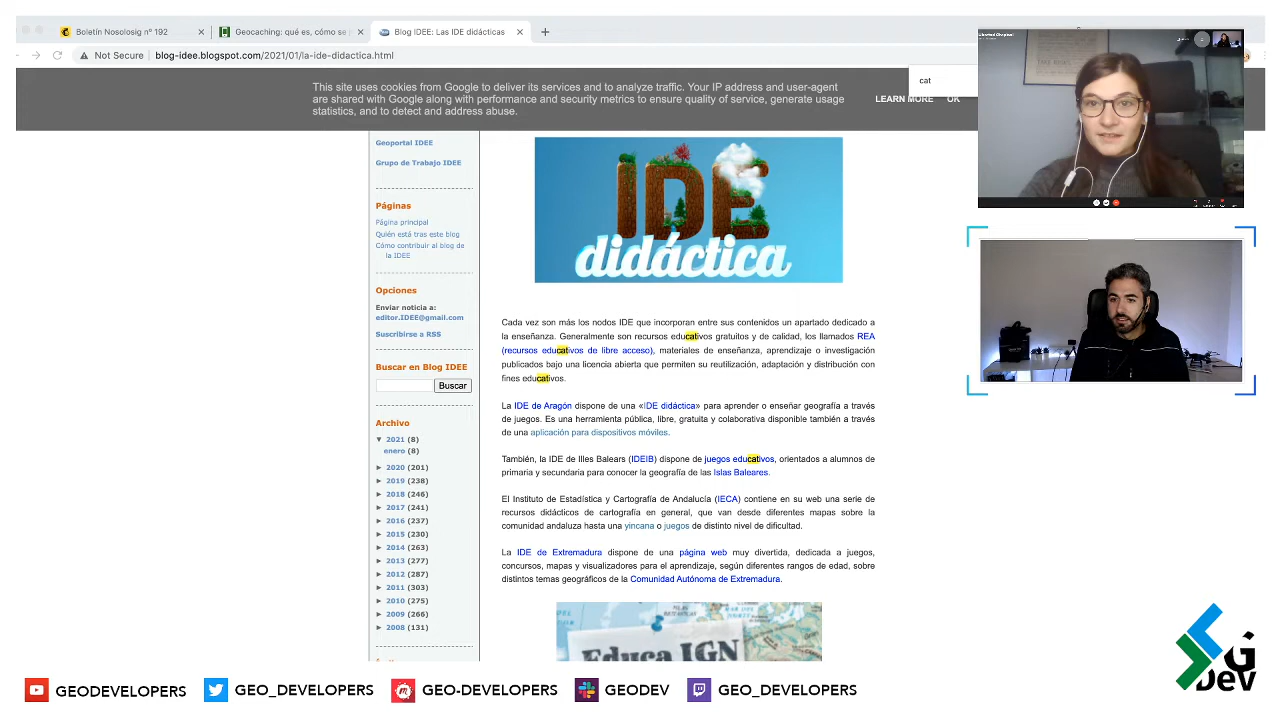 Boletín Nosolosig nº 192
Geocaching: qué es, cómo se
Blog IDEE: Las IDE didácticas
Not Secure
blog-idee.blogspot.com/2021/01/la-ide-didactica.html
cat
This site uses cookies from Google to deliver its services and to analyze traffic. Your IP address and user-agent
are shared with Google along with performance and security metrics to ensure quality of service, generate usage
statistics, and to detect and address abuse.
LEARN MORE OK
Geoportal IDEE
Grupo de Trabajo IDEE
Páginas
Página principal
Quién está tras este blog
Cómo contribuir al blog de
la IDEE
Opciones
Enviar noticia a:
editor.IDEE@gmail.com
Suscribirse a RSS
Buscar en Blog IDEE
Buscar
Archivo
▼ 2021 (8)
enero (8)
► 2020 (201)
► 2019 (238)
► 2018 (246)
► 2017 (241)
► 2016 (237)
► 2015 (230)
► 2014 (263)
► 2013 (277)
► 2012 (287)
► 2011 (303)
► 2010 (275)
► 2009 (266)
► 2008 (131)
IDE
didáctica
Cada vez son más los nodos IDE que incorporan entre sus contenidos un apartado dedicado a
la enseñanza. Generalmente son recursos educativos gratuitos y de calidad, los llamados REA
(recursos educativos de libre acceso), materiales de enseñanza, aprendizaje o investigación
publicados bajo una licencia abierta que permiten su reutilización, adaptación y distribución con
fines educativos.
La IDE de Aragón dispone de una «IDE didáctica» para aprender o enseñar geografía a través
de juegos. Es una herramienta pública, libre, gratuita y colaborativa disponible también a través
de una aplicación para dispositivos móviles.
También, la IDE de Illes Balears (IDEIB) dispone de juegos educativos, orientados a alumnos de
primaria y secundaria para conocer la geografía de las Islas Baleares.
El Instituto de Estadística y Cartografía de Andalucía (IECA) contiene en su web una serie de
recursos didácticos de cartografía en general, que van desde diferentes mapas sobre la
comunidad andaluza hasta una yincana o juegos de distinto nivel de dificultad.
La IDE de Extremadura dispone de una página web muy divertida, dedicada a juegos,
concursos, mapas y visualizadores para el aprendizaje, según diferentes rangos de edad, sobre
distintos temas geográficos de la Comunidad Autónoma de Extremadura.
Educa IGN
GEODEVELOPERS
GEO_DEVELOPERS
GEO-DEVELOPERS
GEODEV
GEO_DEVELOPERS
G
DEV